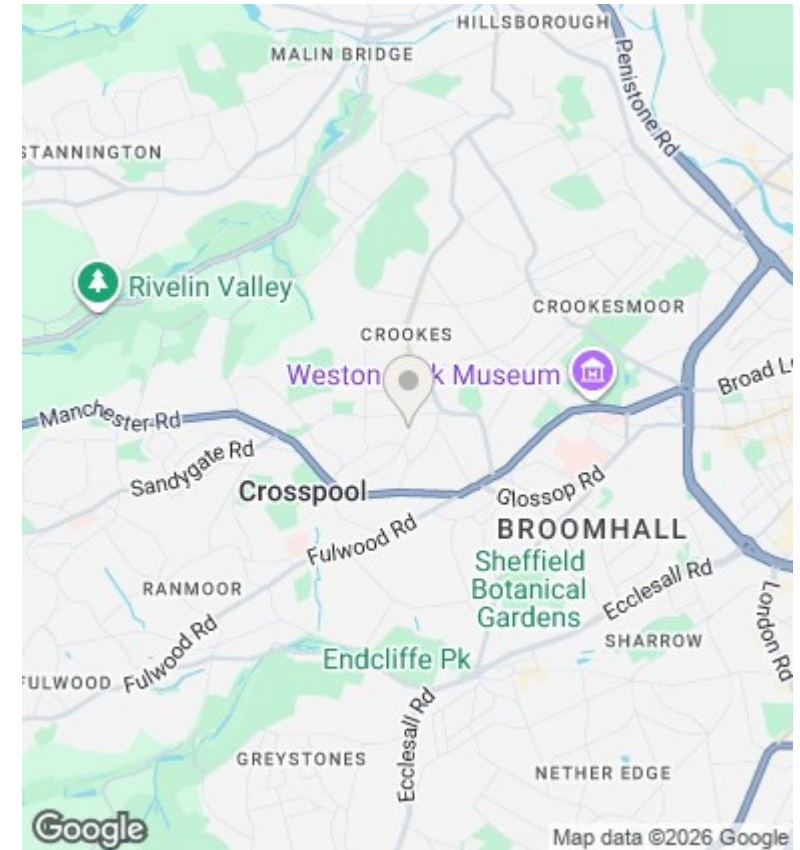 HILLSBOROUGH
MALIN BRIDGE
Penistone Rd
STANNINGTON
Rivelin Valley
CROOKESMOOR
CROOKES
Weston k Museum
Broad L
Manchester Rd
Sandygate Rd
Crosspool
Glossop Rd
Fulwood Rd
BROOMHALL
Sheffield
Botanical
Gardens
Ecclesall Rd
RANMOOR
London Rd
SHARROW
Fulwood Rd
Endcliffe Pk
FULWOOD
Ecclesall Rd
GREYSTONES
NETHER EDGE
Google
Map data ©2026 Google